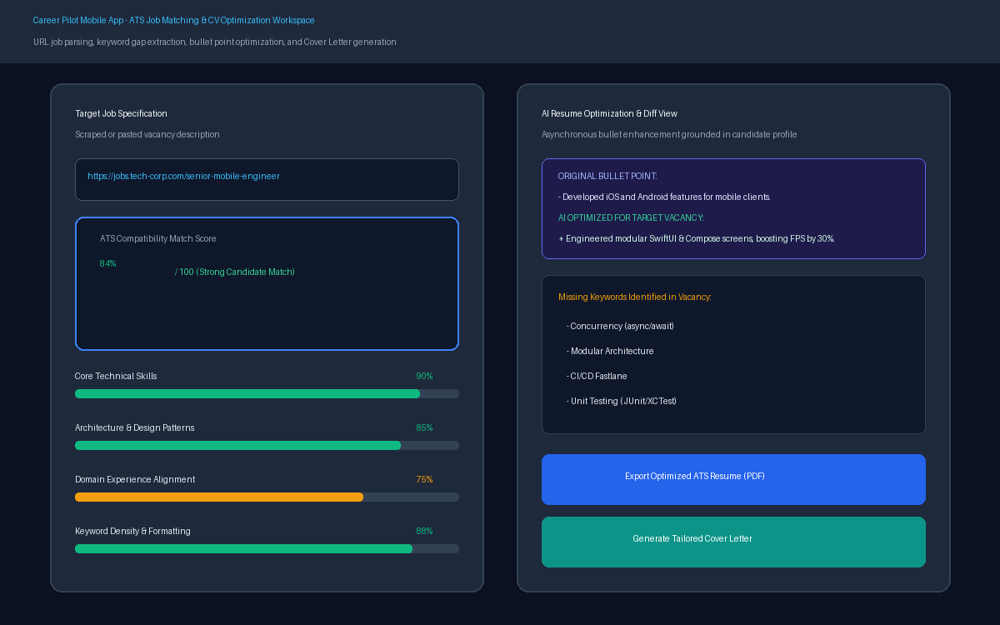 Career Pilot Mobile App - ATS Job Matching & CV Optimization Workspace
URL job parsing, keyword gap extraction, bullet point optimization, and Cover Letter generation
Target Job Specification
Scraped or pasted vacancy description
https://jobs.tech-corp.com/senior-mobile-engineer
ATS Compatibility Match Score
84%
/ 100 (Strong Candidate Match)
Core Technical Skills 90%
Architecture & Design Patterns 85%
Domain Experience Alignment 75%
Keyword Density & Formatting 88%
AI Resume Optimization & Diff View
Asynchronous bullet enhancement grounded in candidate profile
ORIGINAL BULLET POINT:
- Developed iOS and Android features for mobile clients.
AI OPTIMIZED FOR TARGET VACANCY:
+ Engineered modular SwiftUI & Compose screens, boosting FPS by 30%.
Missing Keywords Identified in Vacancy:
- Concurrency (async/await)
- Modular Architecture
- CI/CD Fastlane
- Unit Testing (JUnit/XCTest)
Export Optimized ATS Resume (PDF)
Generate Tailored Cover Letter